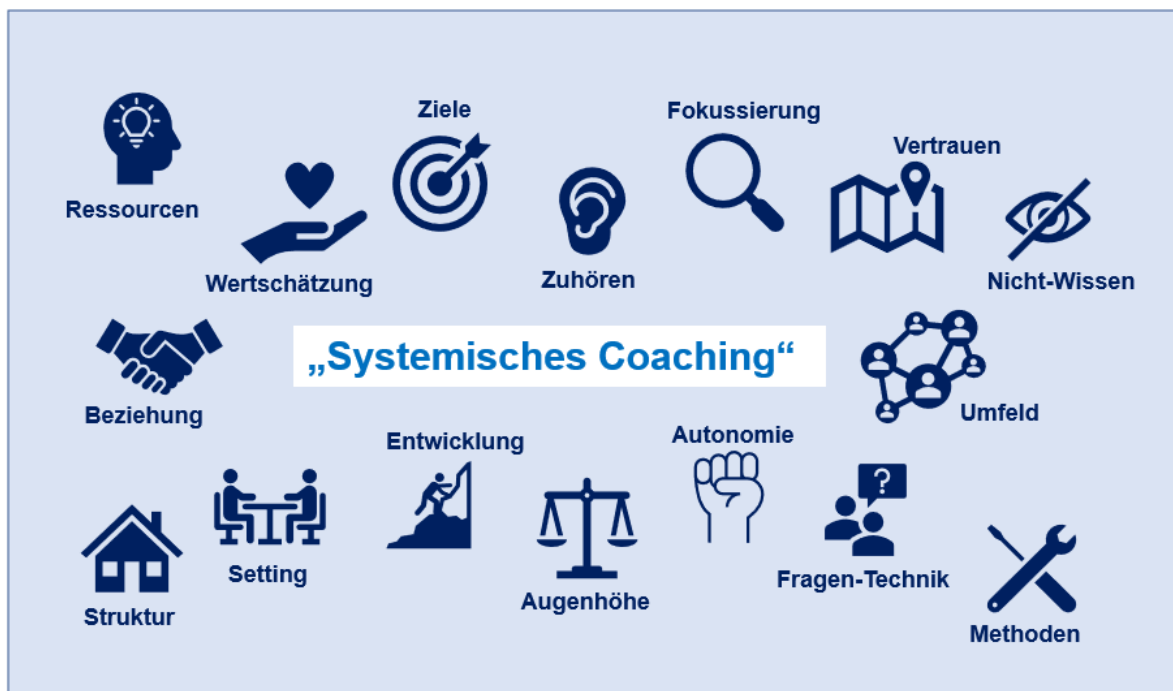 Ziele
Fokussierung
Vertrauen
Ressourcen
Wertschätzung
Zuhören
Nicht-Wissen
„Systemisches Coaching“
Beziehung
Umfeld
Entwicklung
Autonomie
Setting
Augenhöhe
?
Fragen-Technik
Struktur
Methoden